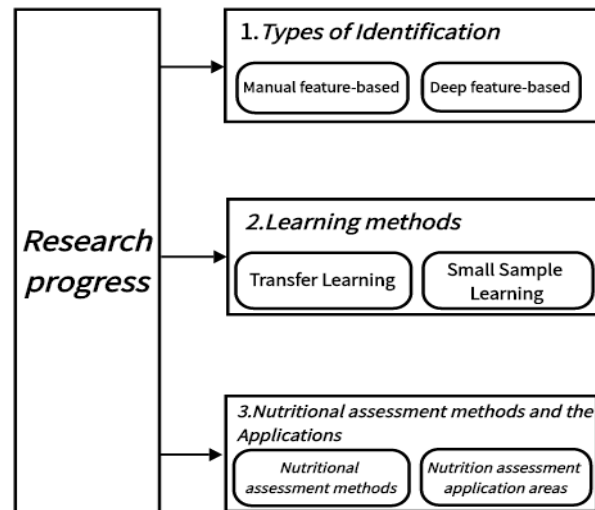 Research
progress
1.Types of Identification
Manual feature-based
Deep feature-based
2.Learning methods
Transfer Learning
Small Sample
Learning
3.Nutritional assessment methods and the
Applications
Nutritional
assessment methods
Nutrition assessment
application areas